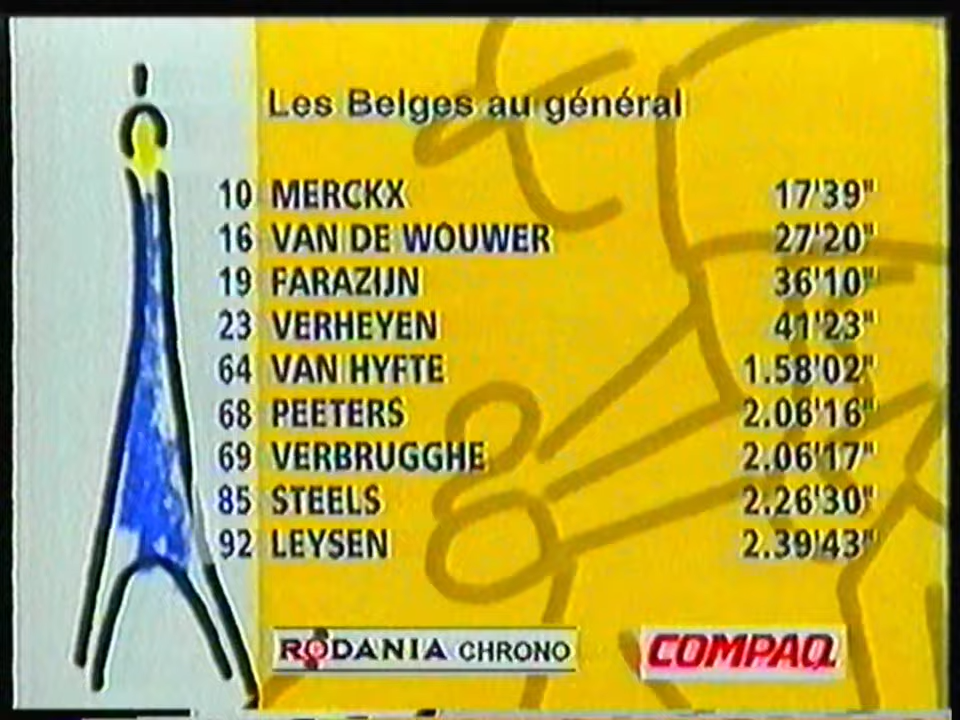 Les Belges au général
10 MERCKX 17'39"
16 VAN DE WOUWER 27'20"
19 FARAZIJN 36'10"
23 VERHEYEN 41'23"
64 VAN HYFTE 1.58'02"
68 PEETERS 2.06'16"
69 VERBRUGGHE 2.06'17"
85 STEELS 2.26'30"
92 LEYSEN 2.39'43"
RODANIA CHRONO COMPAQ